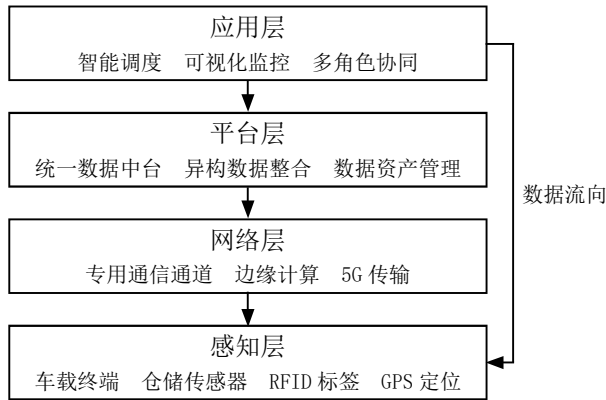 应用层
智能调度 可视化监控 多角色协同
平台层
统一数据中台 异构数据整合 数据资产管理
数据流向
网络层
专用通信通道 边缘计算 5G 传输
感知层
车载终端 仓储传感器 RFID 标签 GPS 定位